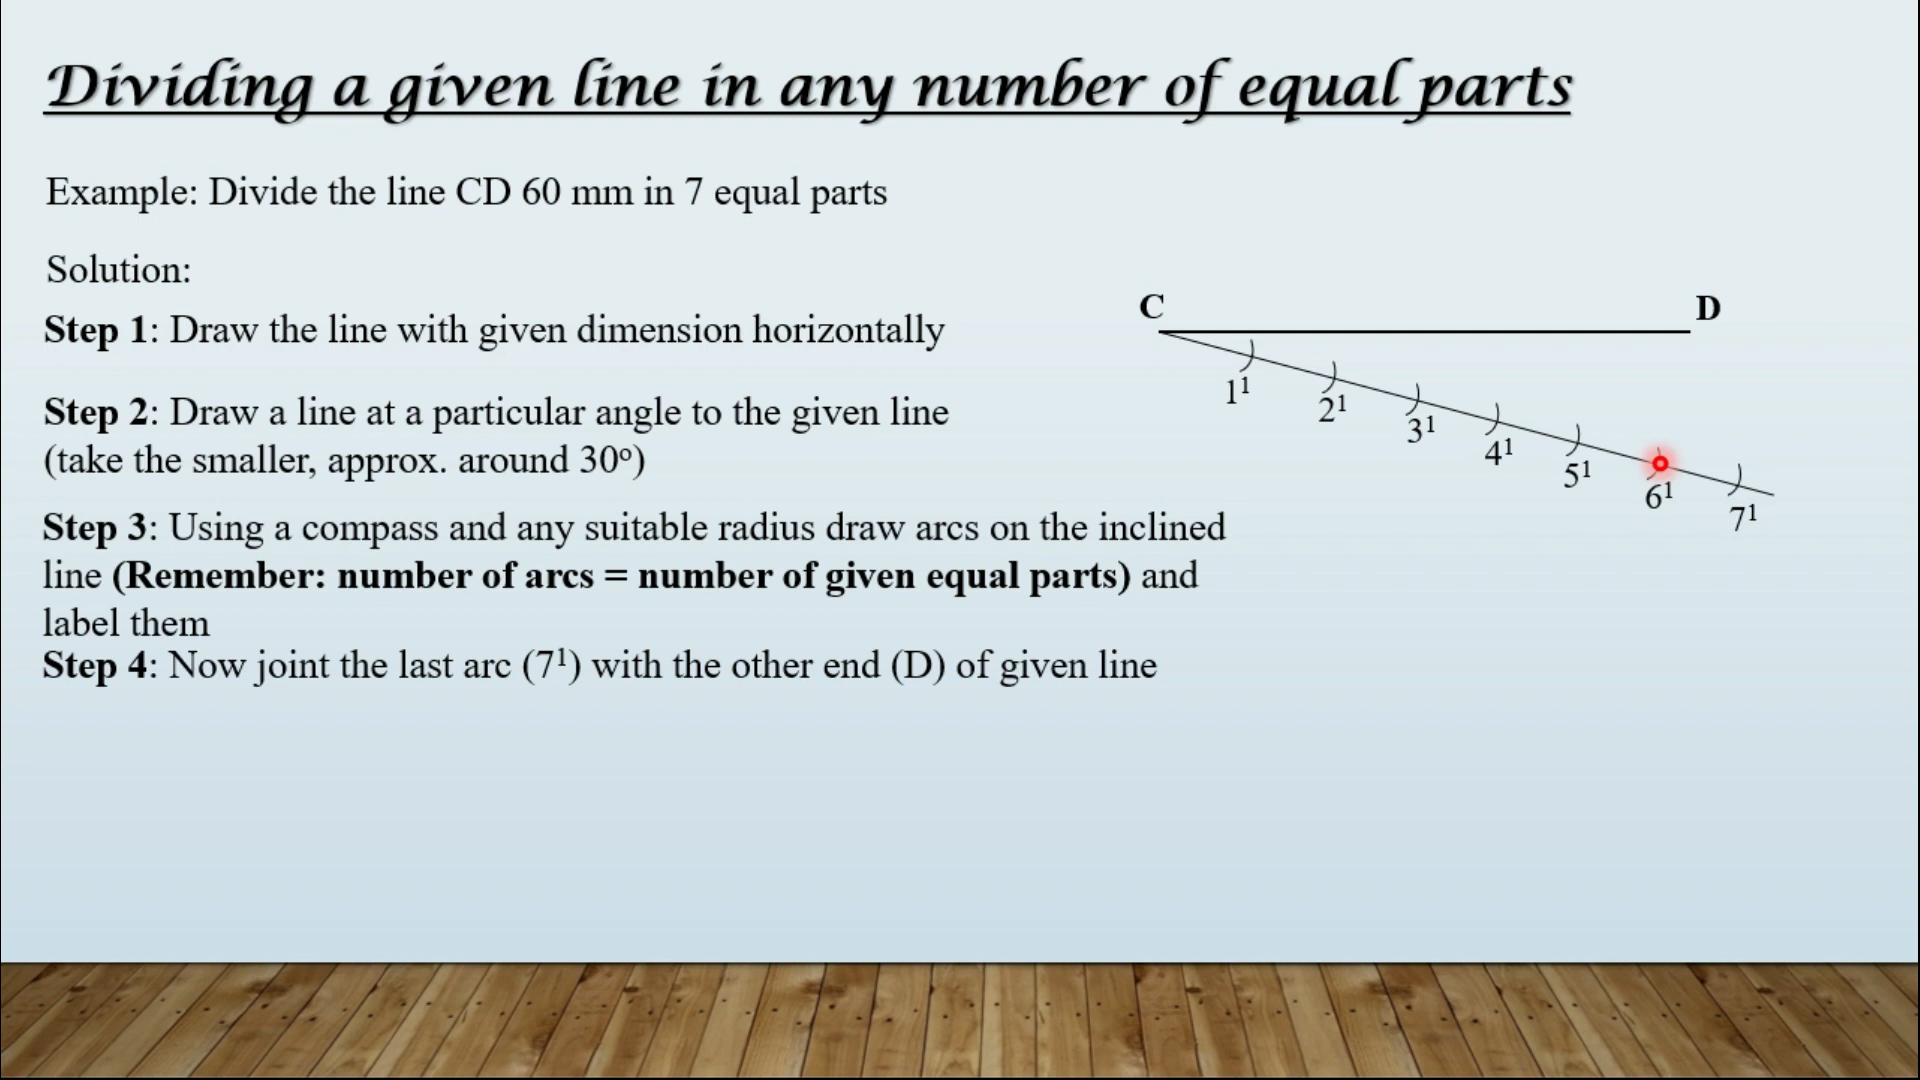 Dividing a given line in any number of equal parts
Example: Divide the line CD 60 mm in 7 equal parts
Solution:
Step 1: Draw the line with given dimension horizontally
Step 2: Draw a line at a particular angle to the given line
(take the smaller, approx. around 30º)
Step 3: Using a compass and any suitable radius draw arcs on the inclined
line (Remember: number of arcs = number of given equal parts) and
label them
Step 4: Now joint the last arc (7¹) with the other end (D) of given line
C
D
1¹
2¹
3¹
4¹
5¹
6¹
7¹